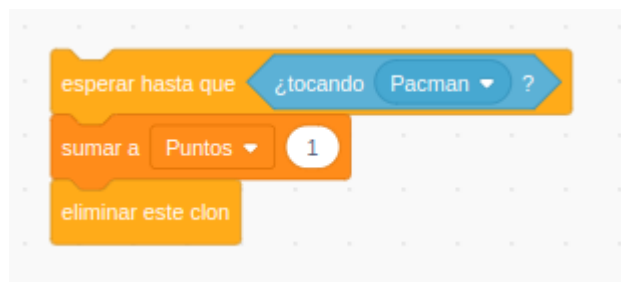 esperar hasta que ¿tocando Pacman ?
sumar a Puntos 1
eliminar este clon